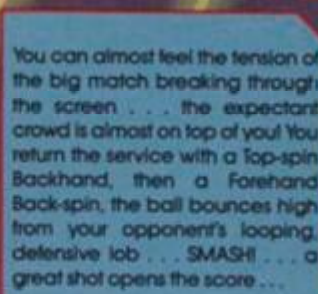 You can almost feel the tension of
the big match breaking through
the screen . . . the expectant
crowd is almost on top of you! You
return the service with a Top-spin
Backhand, then a Forehand
Back-spin, the ball bounces high
from your opponent's looping,
defensive lob . . . SMASH! . . . a
great shot opens the score . . .